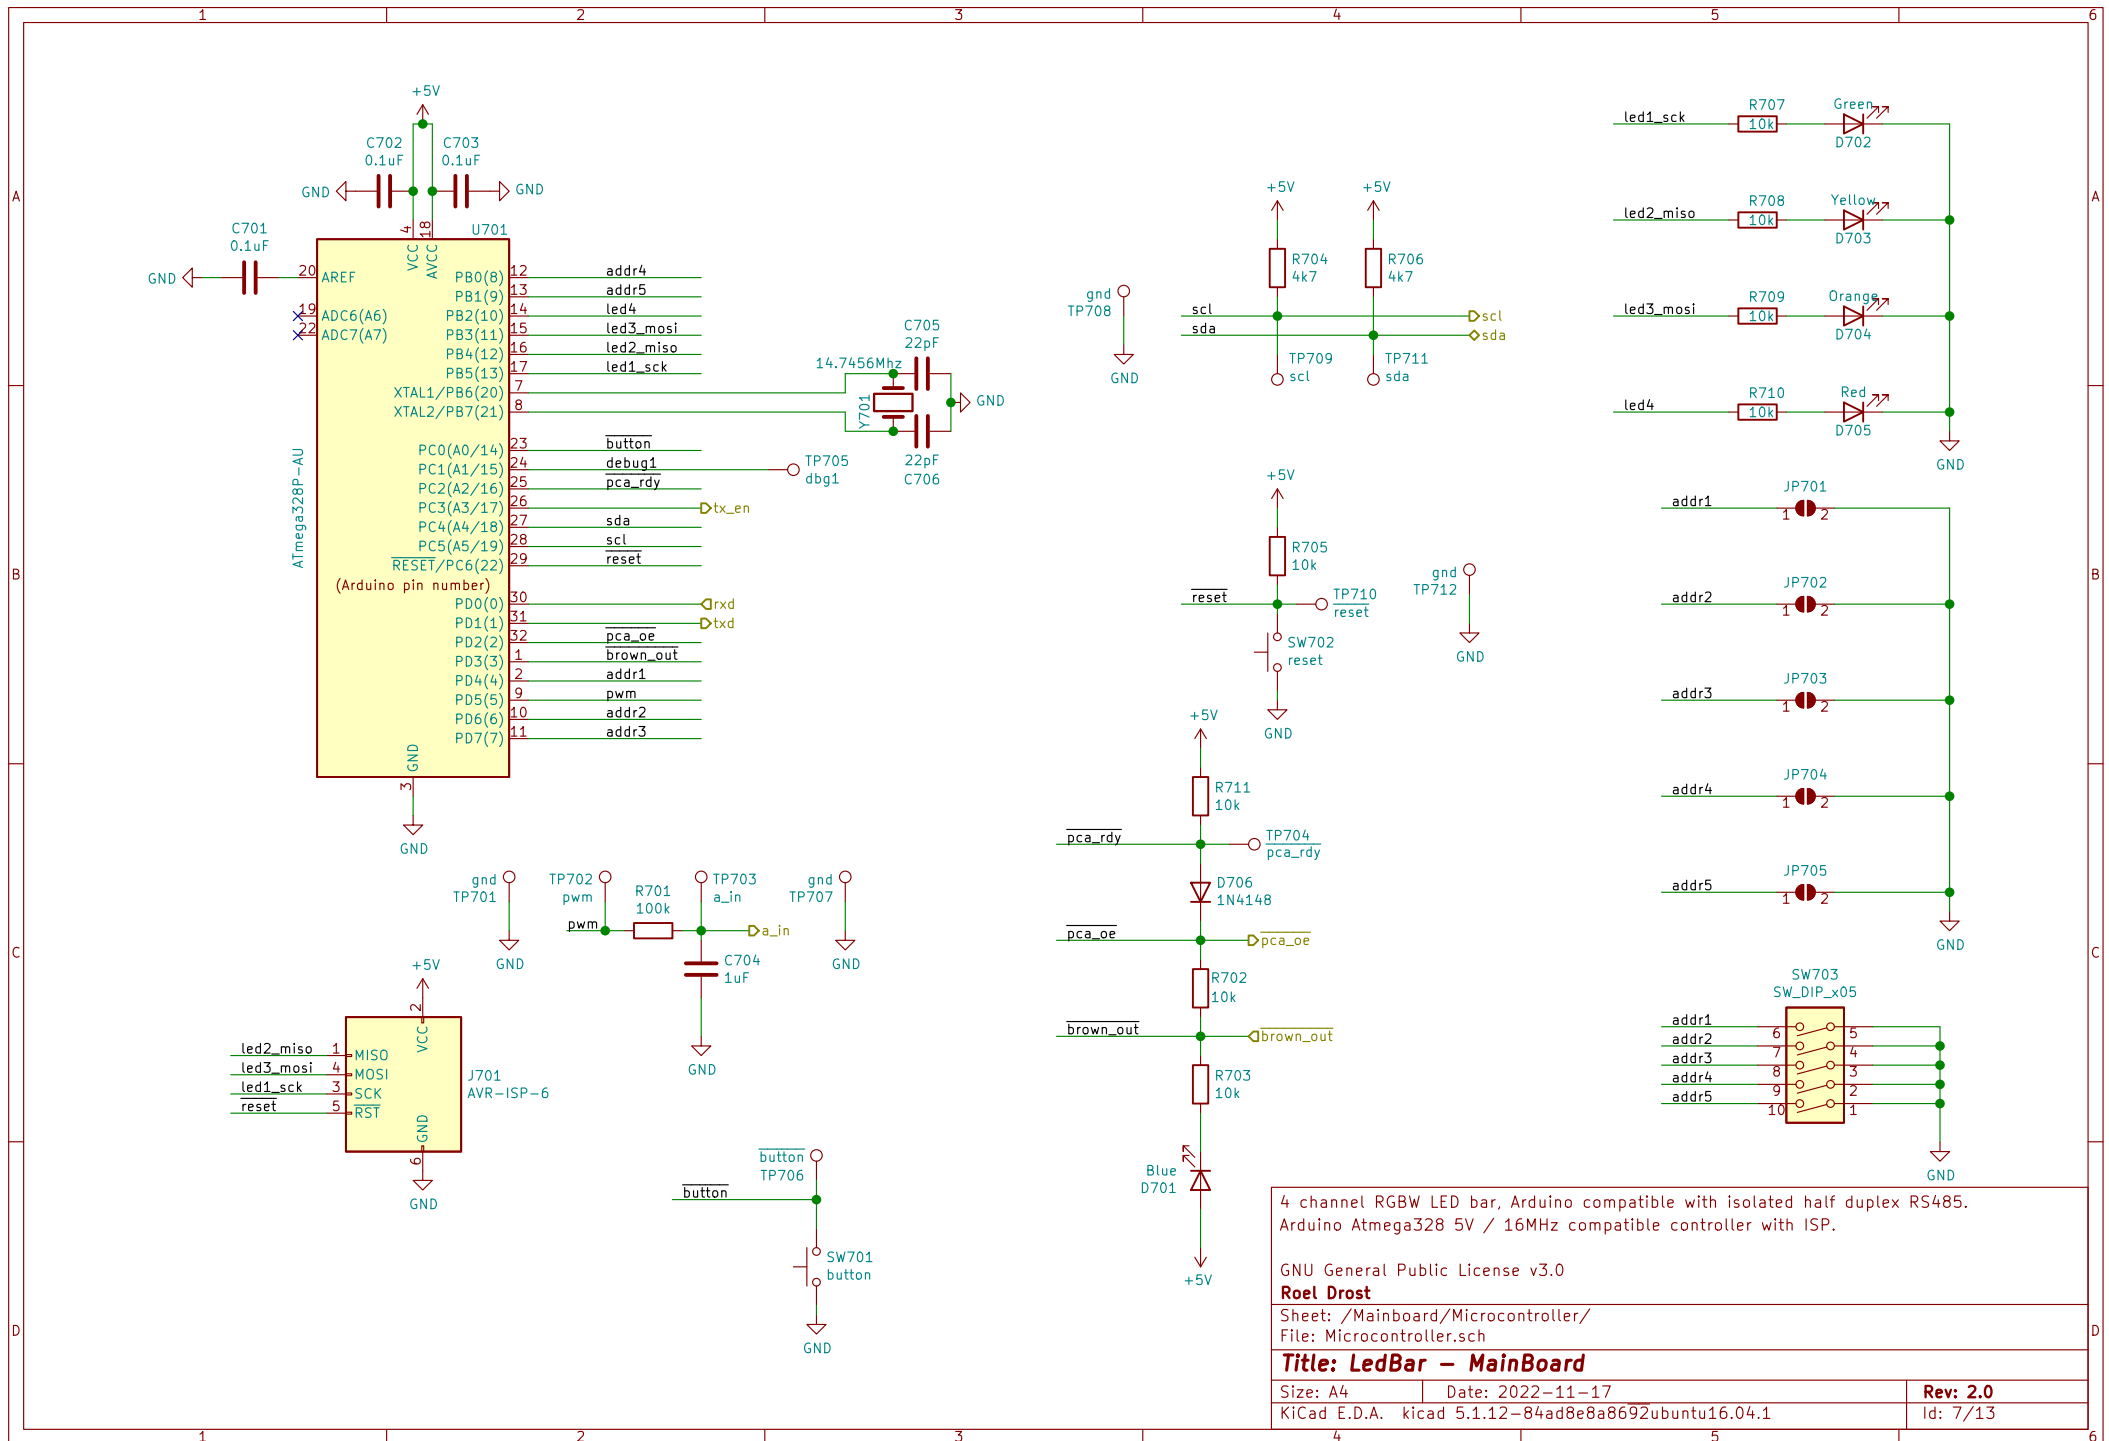 1 2 3 4 5 6
A
B
C
D
+5V
C702
0.1uF
C703
0.1uF
GND
GND
C701
0.1uF
GND
U701
4
18
VCC
AVCC
20 AREF
19 ADC6(A6)
22 ADC7(A7)
PB0(8) 12 addr4
PB1(9) 13 addr5
PB2(10) 14 led4
PB3(11) 15 led3_mosi
PB4(12) 16 led2_miso
PB5(13) 17 led1_sck
XTAL1/PB6(20) 7
XTAL2/PB7(21) 8
PC0(A0/14) 23 button
PC1(A1/15) 24 debug1
PC2(A2/16) 25 pca_rdy
PC3(A3/17) 26 tx_en
PC4(A4/18) 27 sda
PC5(A5/19) 28 scl
RESET/PC6(22) 29 reset
(Arduino pin number)
PD0(0) 30 rxd
PD1(1) 31 txd
PD2(2) 32 pca_oe
PD3(3) 1 brown_out
PD4(4) 2 addr1
PD5(5) 9 pwm
PD6(6) 10 addr2
PD7(7) 11 addr3
ATmega328P-AU
GND
3
GND
TP705
dbg1
C705
22pF
14.7456Mhz
Y701
GND
22pF
C706
gnd
TP708
GND
+5V
+5V
R704
4k7
R706
4k7
scl
scl
sda
sda
TP709
scl
TP711
sda
led1_sck
R707
10k
Green
D702
led2_miso
R708
10k
Yellow
D703
led3_mosi
R709
10k
Orange
D704
led4
R710
10k
Red
D705
GND
+5V
R705
10k
reset
TP710
reset
SW702
reset
GND
gnd
TP712
GND
addr1
JP701
1 2
addr2
JP702
1 2
addr3
JP703
1 2
addr4
JP704
1 2
addr5
JP705
1 2
GND
+5V
R711
10k
pca_rdy
TP704
pca_rdy
D706
1N4148
pca_oe
pca_oe
R702
10k
brown_out
brown_out
R703
10k
Blue
D701
+5V
gnd
TP701
GND
TP702
pwm
pwm
R701
100k
TP703
a_in
a_in
C704
1uF
GND
gnd
TP707
GND
+5V
2
VCC
led2_miso 1 MISO
led3_mosi 4 MOSI
led1_sck 3 SCK
reset 5 RST
J701
AVR-ISP-6
GND
6
GND
button
TP706
button
SW701
button
GND
SW703
SW_DIP_x05
addr1 6 5
addr2 7 4
addr3 8 3
addr4 9 2
addr5 10 1
GND
4 channel RGBW LED bar, Arduino compatible with isolated half duplex RS485.
Arduino Atmega328 5V / 16MHz compatible controller with ISP.
GNU General Public License v3.0
Roel Drost
Sheet: /Mainboard/Microcontroller/
File: Microcontroller.sch
Title: LedBar – MainBoard
Size: A4 Date: 2022-11-17 Rev: 2.0
KiCad E.D.A. kicad 5.1.12-84ad8e8a8692ubuntu16.04.1 Id: 7/13
A
B
C
D
1 2 3 4 5 6